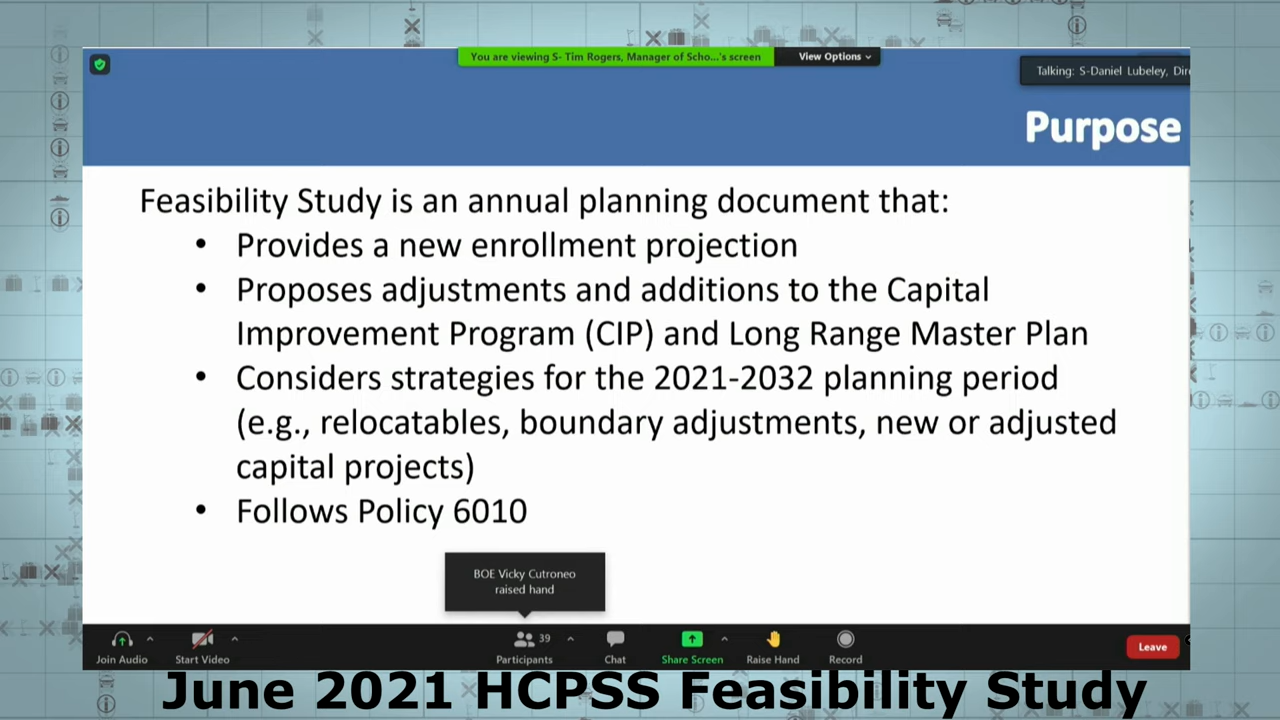 You are viewing S- Tim Rogers, Manager of Scho...'s screen
View Options
Talking: S-Daniel Lubeley, Dir
Purpose
Feasibility Study is an annual planning document that:
• Provides a new enrollment projection
• Proposes adjustments and additions to the Capital
Improvement Program (CIP) and Long Range Master Plan
• Considers strategies for the 2021-2032 planning period
(e.g., relocatables, boundary adjustments, new or adjusted
capital projects)
• Follows Policy 6010
BOE Vicky Cutroneo
raised hand
39
Join Audio
Start Video
Participants
Chat
Share Screen
Raise Hand
Record
Leave
June 2021 HCPSS Feasibility Study